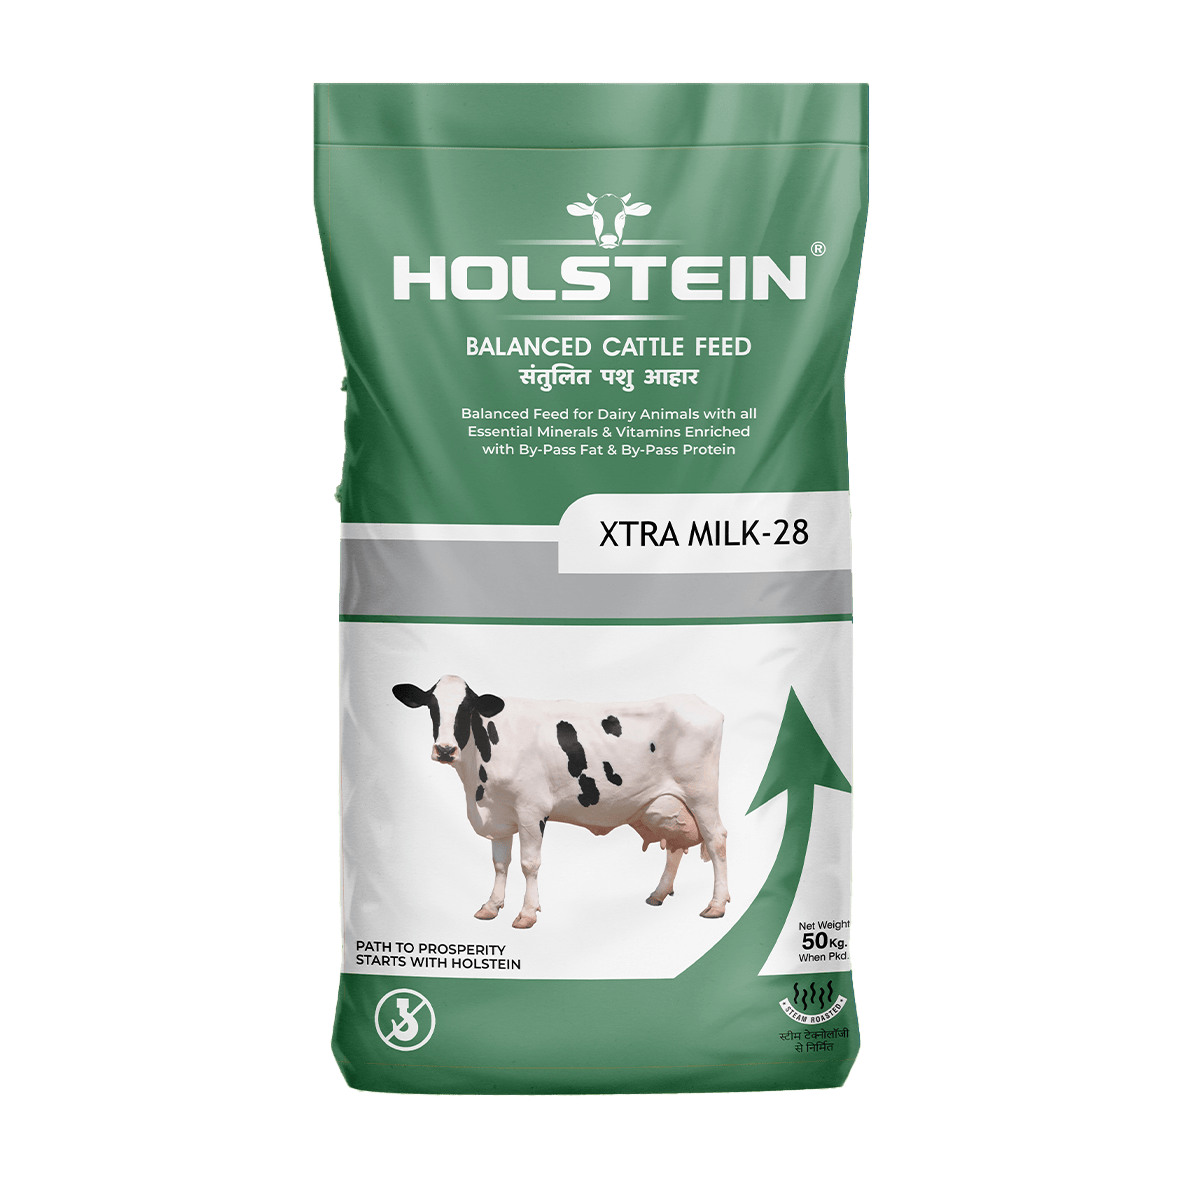 HOLSTEIN®
BALANCED CATTLE FEED
संतुलित पशु आहार
Balanced Feed for Dairy Animals with all
Essential Minerals & Vitamins Enriched
with By-Pass Fat & By-Pass Protein
XTRA MILK-28
PATH TO PROSPERITY
STARTS WITH HOLSTEIN
Net Weight
50 Kg.
When Pkd.
STEAM ROASTED
स्टीम टेक्नोलॉजी
से निर्मित